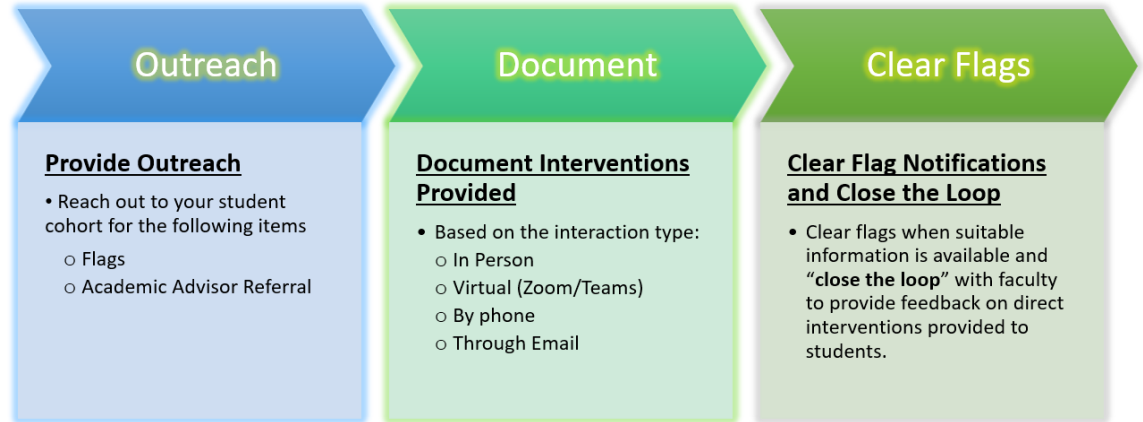 Outreach
Provide Outreach
• Reach out to your student
cohort for the following items
o Flags
o Academic Advisor Referral
Document
Document Interventions
Provided
• Based on the interaction type:
o In Person
o Virtual (Zoom/Teams)
o By phone
o Through Email
Clear Flags
Clear Flag Notifications
and Close the Loop
• Clear flags when suitable
information is available and
“close the loop” with faculty
to provide feedback on direct
interventions provided to
students.